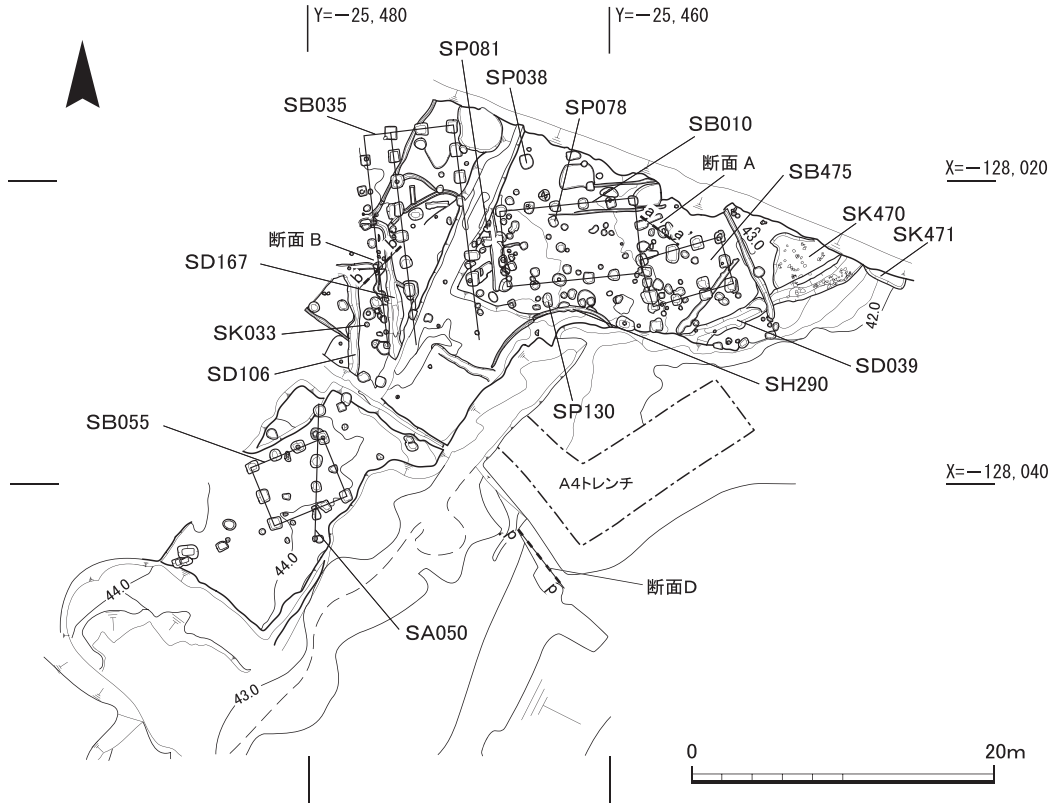 Y=-25,480
Y=-25,460
SP081
SP038
SP078
SB035
SB010
断面 A
SB475
X=-128,020
SK470
SK471
a
a'
43.0
断面 B
SD167
b
SK033
42.0
SD106
SD039
SH290
SP130
SB055
A4トレンチ
X=-128,040
D
44.0
44.0
断面D
D'
SA050
43.0
0
20m